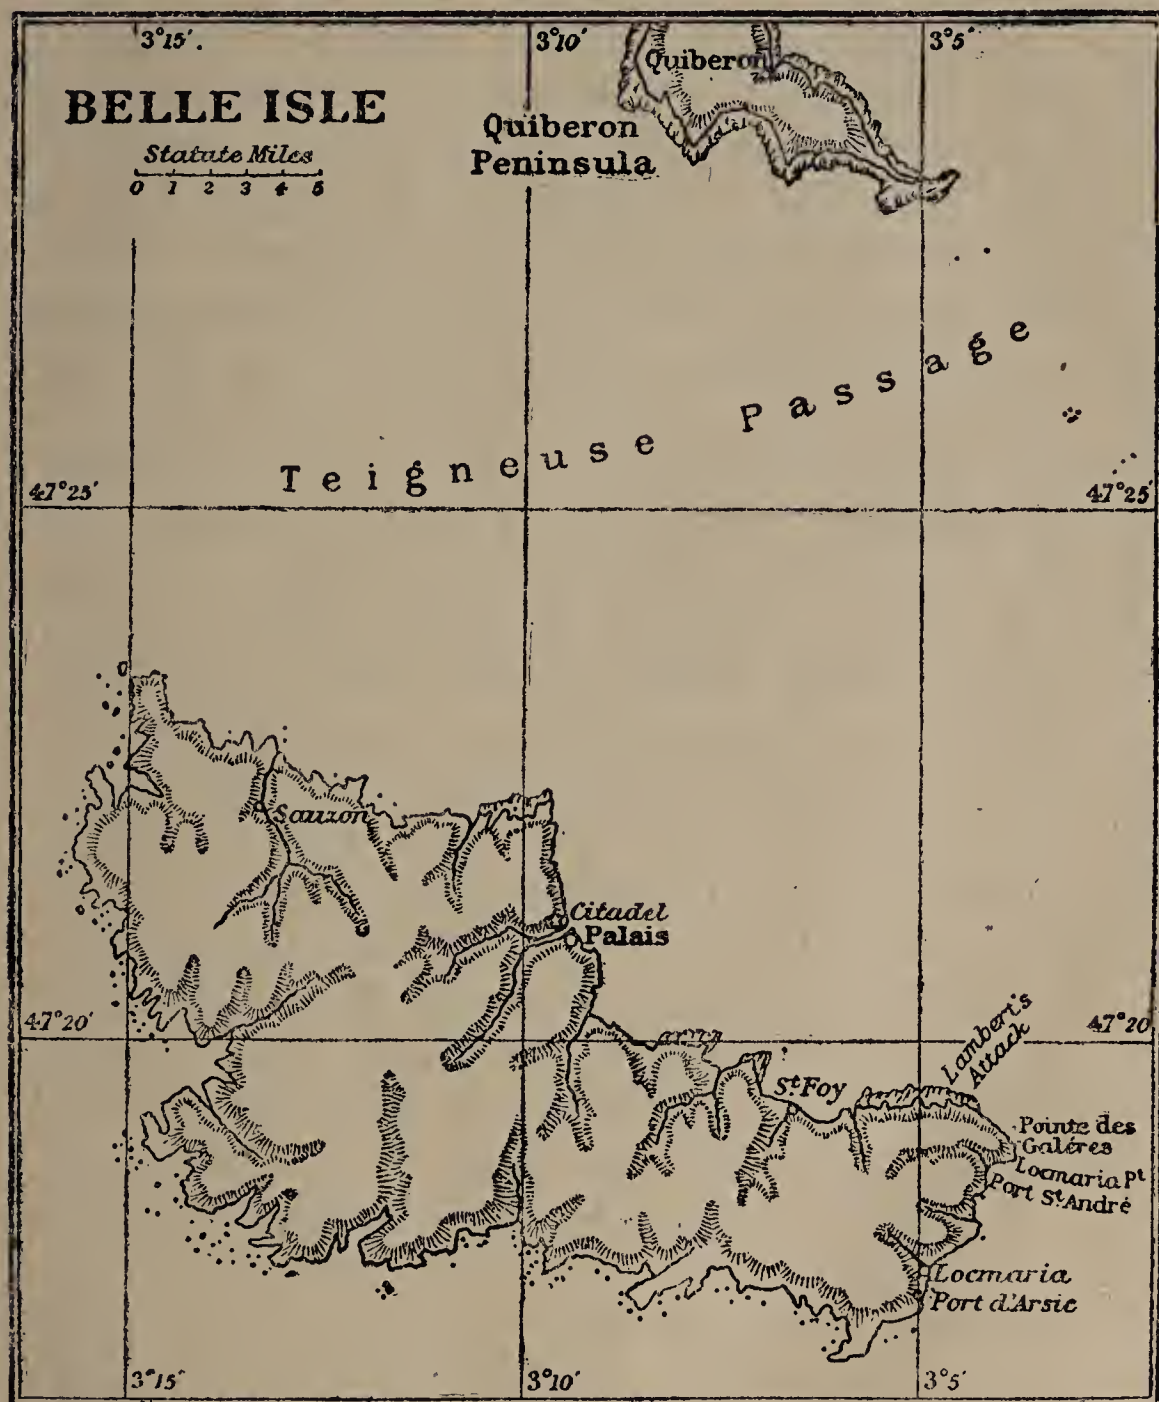 3°15'.
3°10'
3°5'
BELLE ISLE
Statute Miles
0 1 2 3 4 5
Quiberon
Quiberon
Peninsula
Teigneuse Passage
47°25'
47°25'
Sauzon
Citadel
Palais
47°20'
47°20
Lambert's
Attack
St. Foy
Pointe des
Galéres
Locmaria Pt
Port St. André
Locmaria
Port d'Arsic
3°15'
3°10'
3°5'